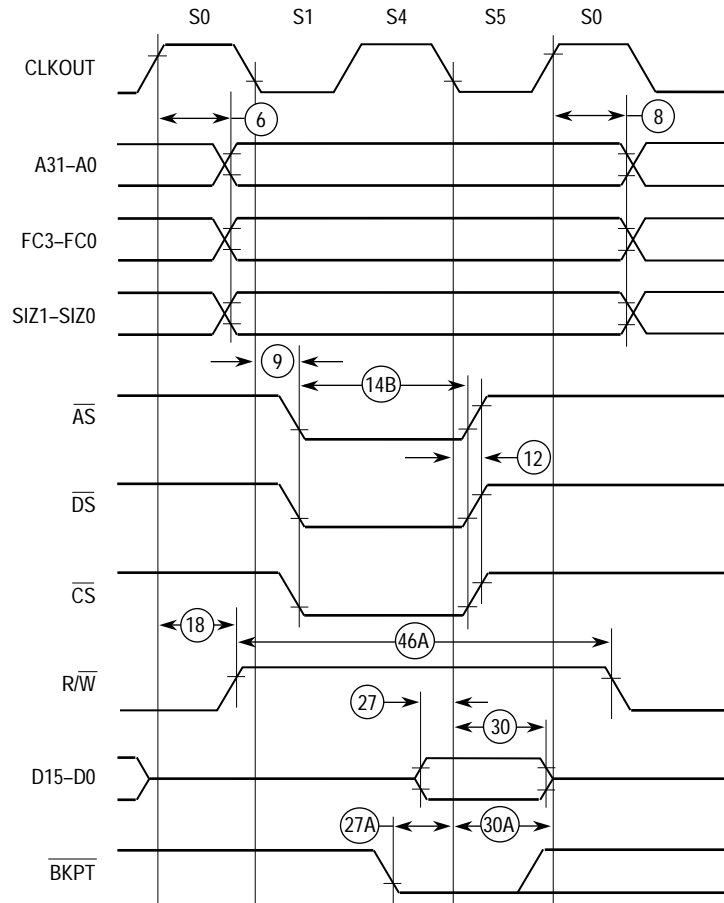 S0 S1 S4 S5 S0
CLKOUT
6 8
A31–A0
FC3–FC0
SIZ1–SIZ0
9
14B
AS
12
DS
CS
18
46A
R/W
27
30
D15–D0
27A 30A
BKPT